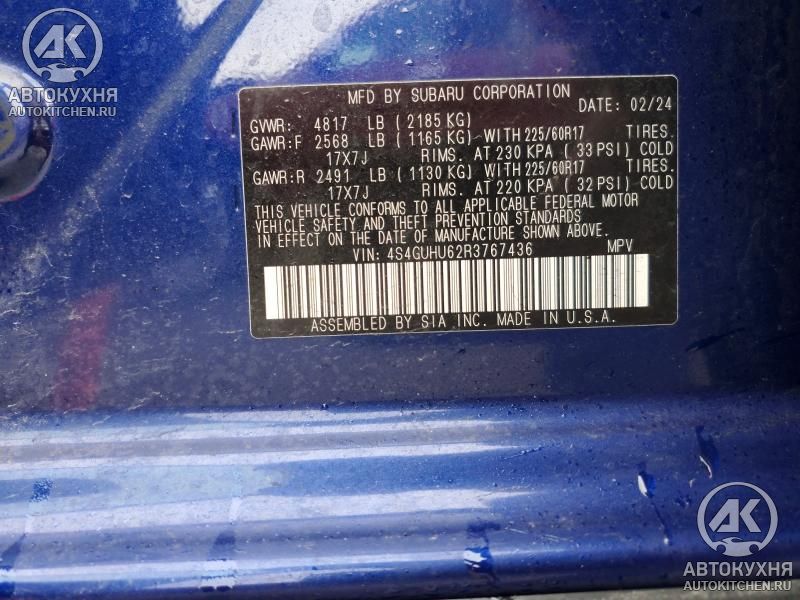 АК
АВТОКУХНЯ
AUTOKITCHEN.RU
MFD BY SUBARU CORPORATION
DATE: 02/24
GVWR: 4817 LB (2185 KG)
GAWR:F 2568 LB (1165 KG)-WITH 225/60R17 TIRES.
17X7J RIMS. AT 230 KPA (33 PSI) COLD
GAWR:R 2491 LB (1130 KG)-WITH 225/60R17 TIRES.
17X7J RIMS. AT 220 KPA (32 PSI) COLD
THIS VEHICLE CONFORMS TO ALL APPLICABLE FEDERAL MOTOR
VEHICLE SAFETY AND THEFT PREVENTION STANDARDS
IN EFFECT ON THE DATE OF MANUFACTURE SHOWN ABOVE.
VIN: 4S4GUHU62R3767436 MPV
ASSEMBLED BY SIA INC. MADE IN U.S.A.
АК
АВТОКУХНЯ
AUTOKITCHEN.RU